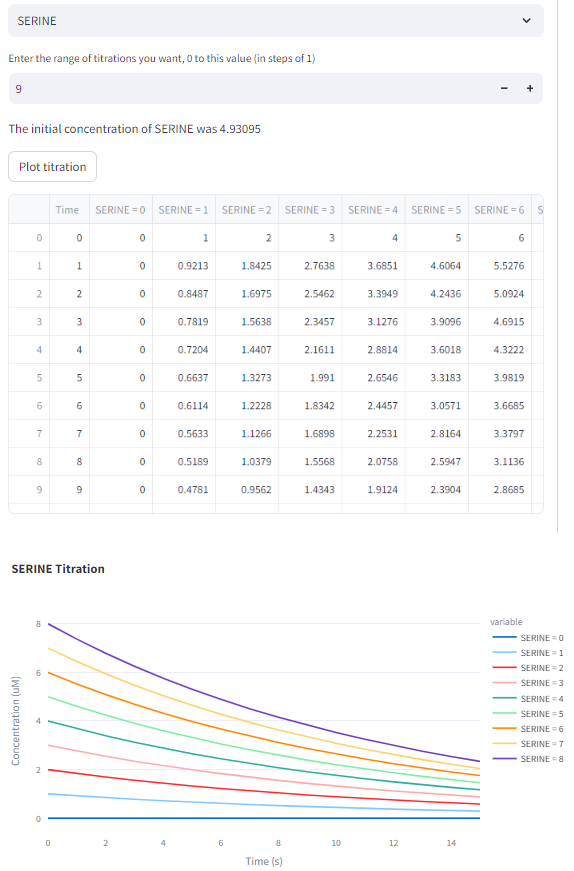 SERINE
Enter the range of titrations you want, 0 to this value (in steps of 1)
9 − +
The initial concentration of SERINE was 4.93095
Plot titration
Time SERINE = 0 SERINE = 1 SERINE = 2 SERINE = 3 SERINE = 4 SERINE = 5 SERINE = 6 S
0 0 0 1 2 3 4 5 6
1 1 0 0.9213 1.8425 2.7638 3.6851 4.6064 5.5276
2 2 0 0.8487 1.6975 2.5462 3.3949 4.2436 5.0924
3 3 0 0.7819 1.5638 2.3457 3.1276 3.9096 4.6915
4 4 0 0.7204 1.4407 2.1611 2.8814 3.6018 4.3222
5 5 0 0.6637 1.3273 1.991 2.6546 3.3183 3.9819
6 6 0 0.6114 1.2228 1.8342 2.4457 3.0571 3.6685
7 7 0 0.5633 1.1266 1.6898 2.2531 2.8164 3.3797
8 8 0 0.5189 1.0379 1.5568 2.0758 2.5947 3.1136
9 9 0 0.4781 0.9562 1.4343 1.9124 2.3904 2.8685
SERINE Titration
Concentration (uM)
8
6
4
2
0
0 2 4 6 8 10 12 14
Time (s)
variable
SERINE = 0
SERINE = 1
SERINE = 2
SERINE = 3
SERINE = 4
SERINE = 5
SERINE = 6
SERINE = 7
SERINE = 8